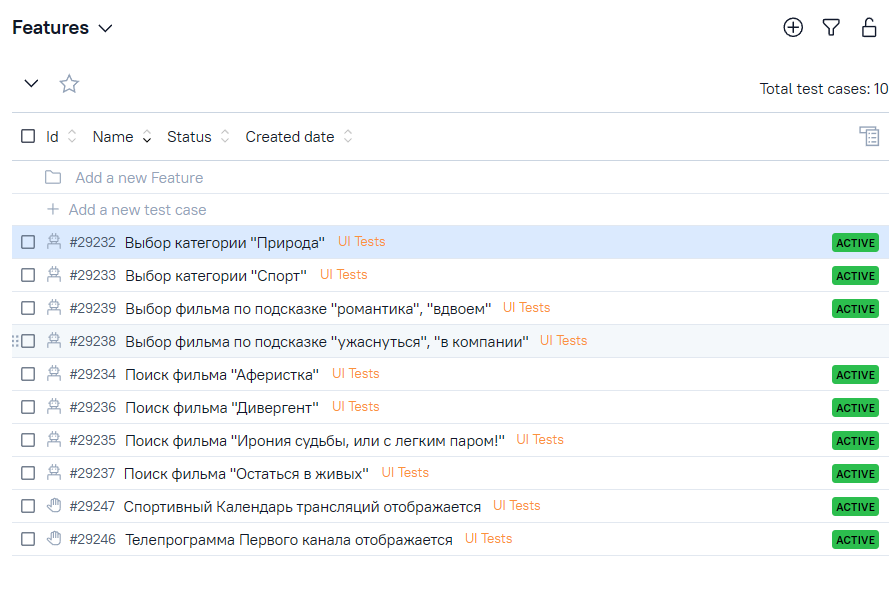 Features
Total test cases: 10
Id Name Status Created date
Add a new Feature
Add a new test case
#29232 Выбор категории "Природа" UI Tests ACTIVE
#29233 Выбор категории "Спорт" UI Tests ACTIVE
#29239 Выбор фильма по подсказке "романтика", "вдвоем" UI Tests ACTIVE
#29238 Выбор фильма по подсказке "ужаснуться", "в компании" UI Tests
#29234 Поиск фильма "Аферистка" UI Tests ACTIVE
#29236 Поиск фильма "Дивергент" UI Tests ACTIVE
#29235 Поиск фильма "Ирония судьбы, или с легким паром!" UI Tests ACTIVE
#29237 Поиск фильма "Остаться в живых" UI Tests ACTIVE
#29247 Спортивный Календарь трансляций отображается UI Tests ACTIVE
#29246 Телепрограмма Первого канала отображается UI Tests ACTIVE